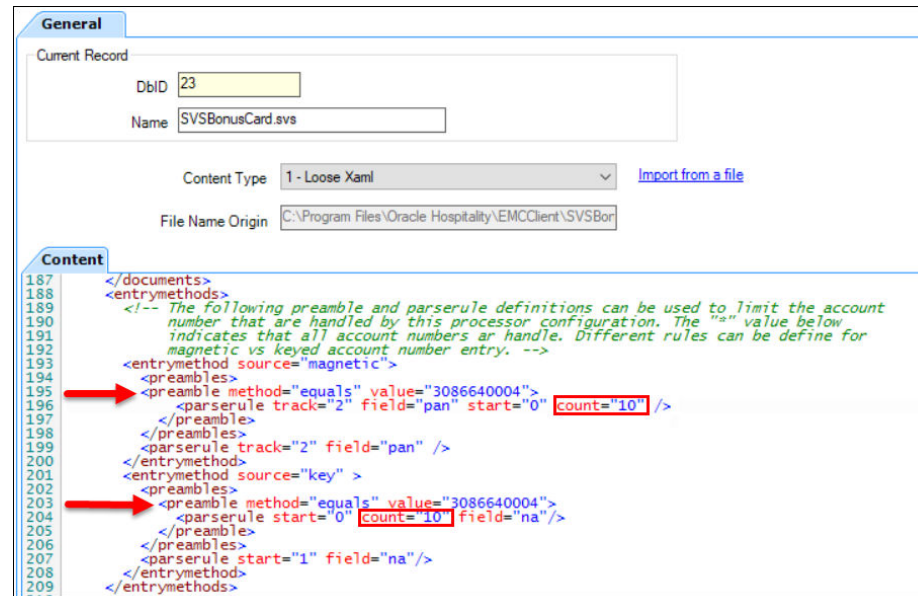 General
Current Record
DbID 23
Name SVSBonusCard.svs
Content Type 1 - Loose Xaml Import from a file
File Name Origin C:\Program Files\Oracle Hospitality\EMCClient\SVSBon
Content
187 </documents>
188 <entrymethods>
189 <!-- The following preamble and parserule definitions can be used to limit the account
190 number that are handled by this processor configuration. The "*" value below
191 indicates that all account numbers ar handle. Different rules can be define for
192 magnetic vs keyed account number entry. -->
193 <entrymethod source="magnetic">
194 <preambles>
195 <preamble method="equals" value="3086640004">
196 <parserule track="2" field="pan" start="0" count="10" />
197 </preamble>
198 </preambles>
199 <parserule track="2" field="pan" />
200 </entrymethod>
201 <entrymethod source="key" >
202 <preambles>
203 <preamble method="equals" value="3086640004">
204 <parserule start="0" count="10" field="na"/>
205 </preamble>
206 </preambles>
207 <parserule start="1" field="na"/>
208 </entrymethod>
209 </entrymethods>